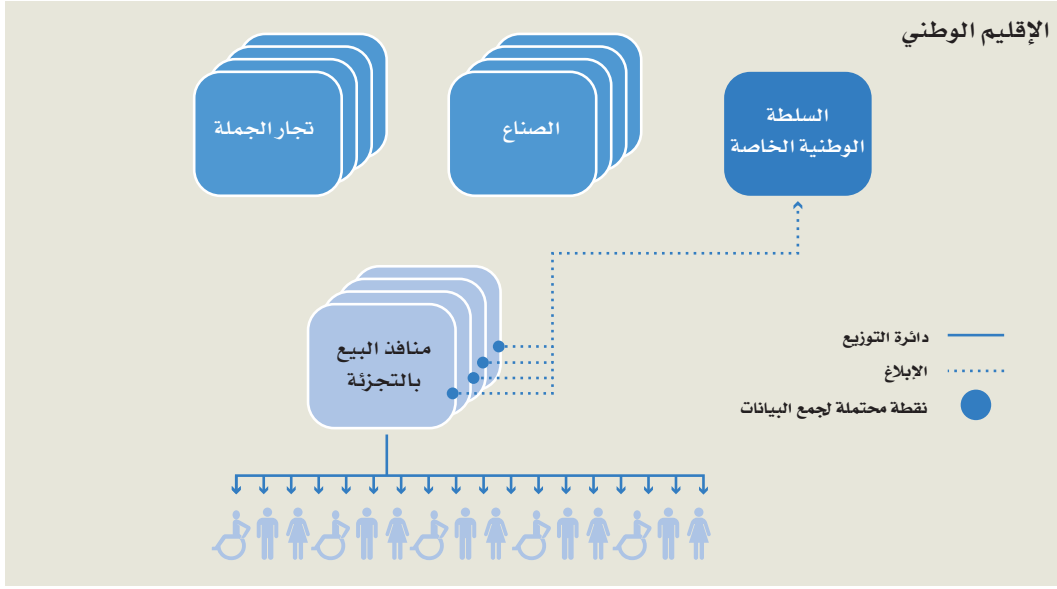 الإقليم الوطني
السلطة
الوطنية الخاصة
الصناع
تجار الجملة
منافذ البيع
بالتجزئة
دائرة التوزيع
الإبلاغ
نقطة محتملة لجمع البيانات